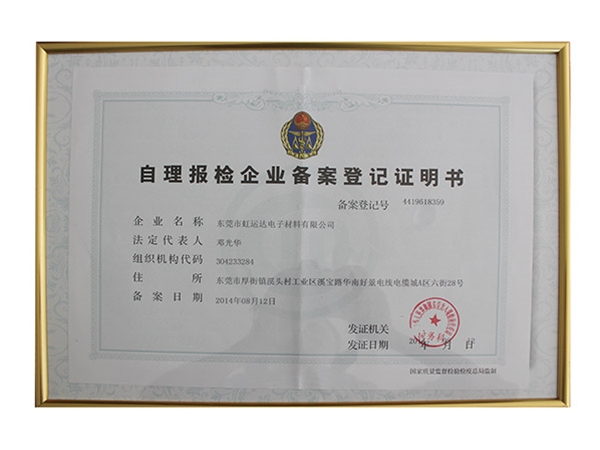 自理报检企业备案登记证明书
备案登记号 4419618359
企业名称 东莞市虹运达电子材料有限公司
法定代表人 邓光华
组织机构代码 304233284
住所 东莞市厚街镇溪头村工业区溪宝路华南好景电线电缆城A区六街28号
备案日期 2014年08月12日
发证机关
发证日期 年 月
国家质量监督检验检疫总局监制